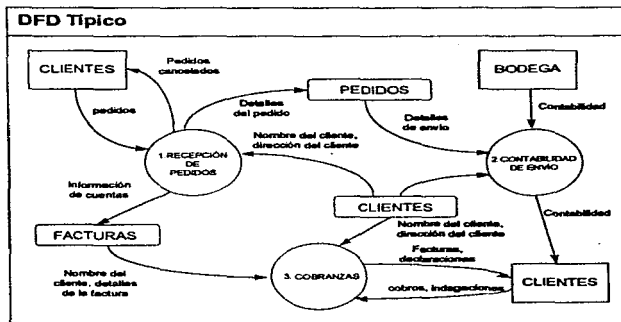 DFD Típico
CLIENTES
Pedidos
cancelados
pedidos
Detalles
del pedido
PEDIDOS
BODEGA
Contabilidad
Detalles
de envío
Nombre del cliente,
dirección del cliente
1. RECEPCIÓN
DE
PEDIDOS
2. CONTABILIDAD
DE ENVÍO
Información
de cuentas
CLIENTES
Nombre del cliente,
dirección del cliente
Contabilidad
FACTURAS
Facturas,
declaraciones
Nombre del
cliente, detalles
de la factura
3. COBRANZAS
cobros, indagaciones
CLIENTES